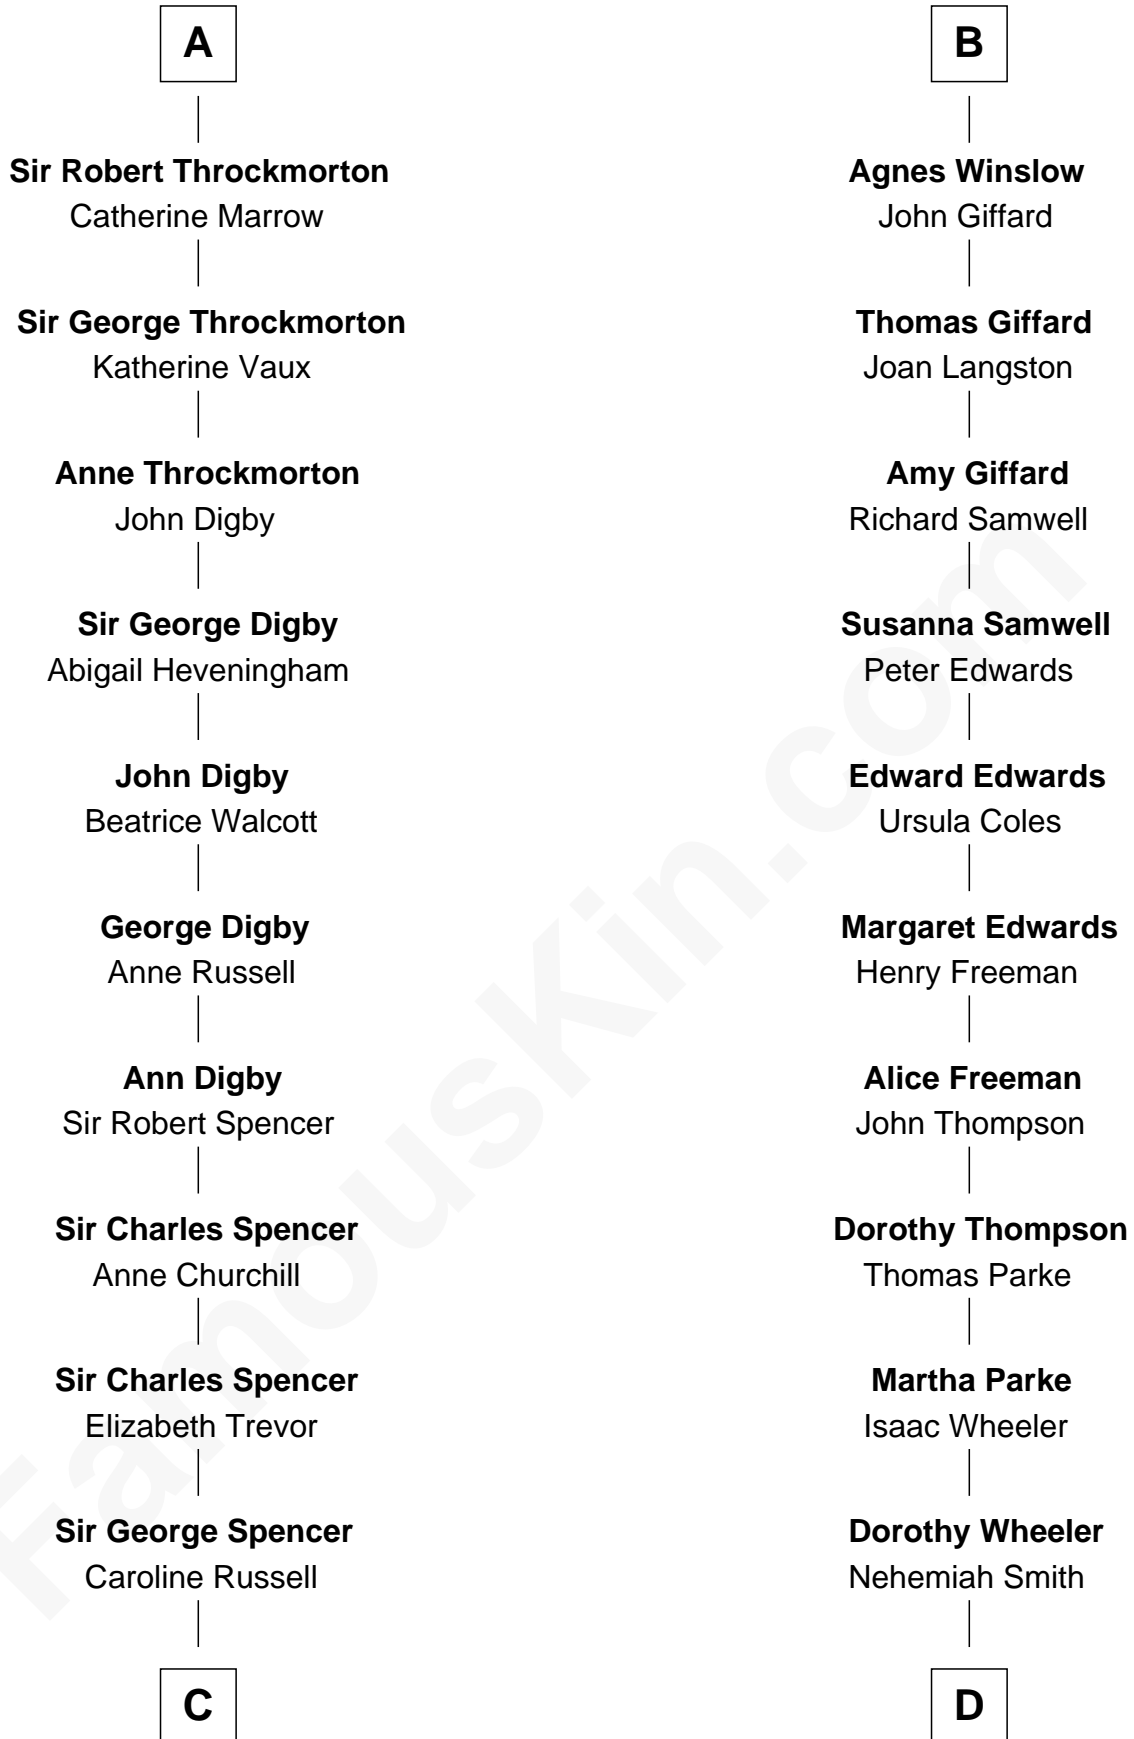 A
Sir Robert Throckmorton
Catherine Marrow
Sir George Throckmorton
Katherine Vaux
Anne Throckmorton
John Digby
Sir George Digby
Abigail Heveningham
John Digby
Beatrice Walcott
George Digby
Anne Russell
Ann Digby
Sir Robert Spencer
Sir Charles Spencer
Anne Churchill
Sir Charles Spencer
Elizabeth Trevor
Sir George Spencer
Caroline Russell
C
B
Agnes Winslow
John Giffard
Thomas Giffard
Joan Langston
Amy Giffard
Richard Samwell
Susanna Samwell
Peter Edwards
Edward Edwards
Ursula Coles
Margaret Edwards
Henry Freeman
Alice Freeman
John Thompson
Dorothy Thompson
Thomas Parke
Martha Parke
Isaac Wheeler
Dorothy Wheeler
Nehemiah Smith
D
FamousKin.com